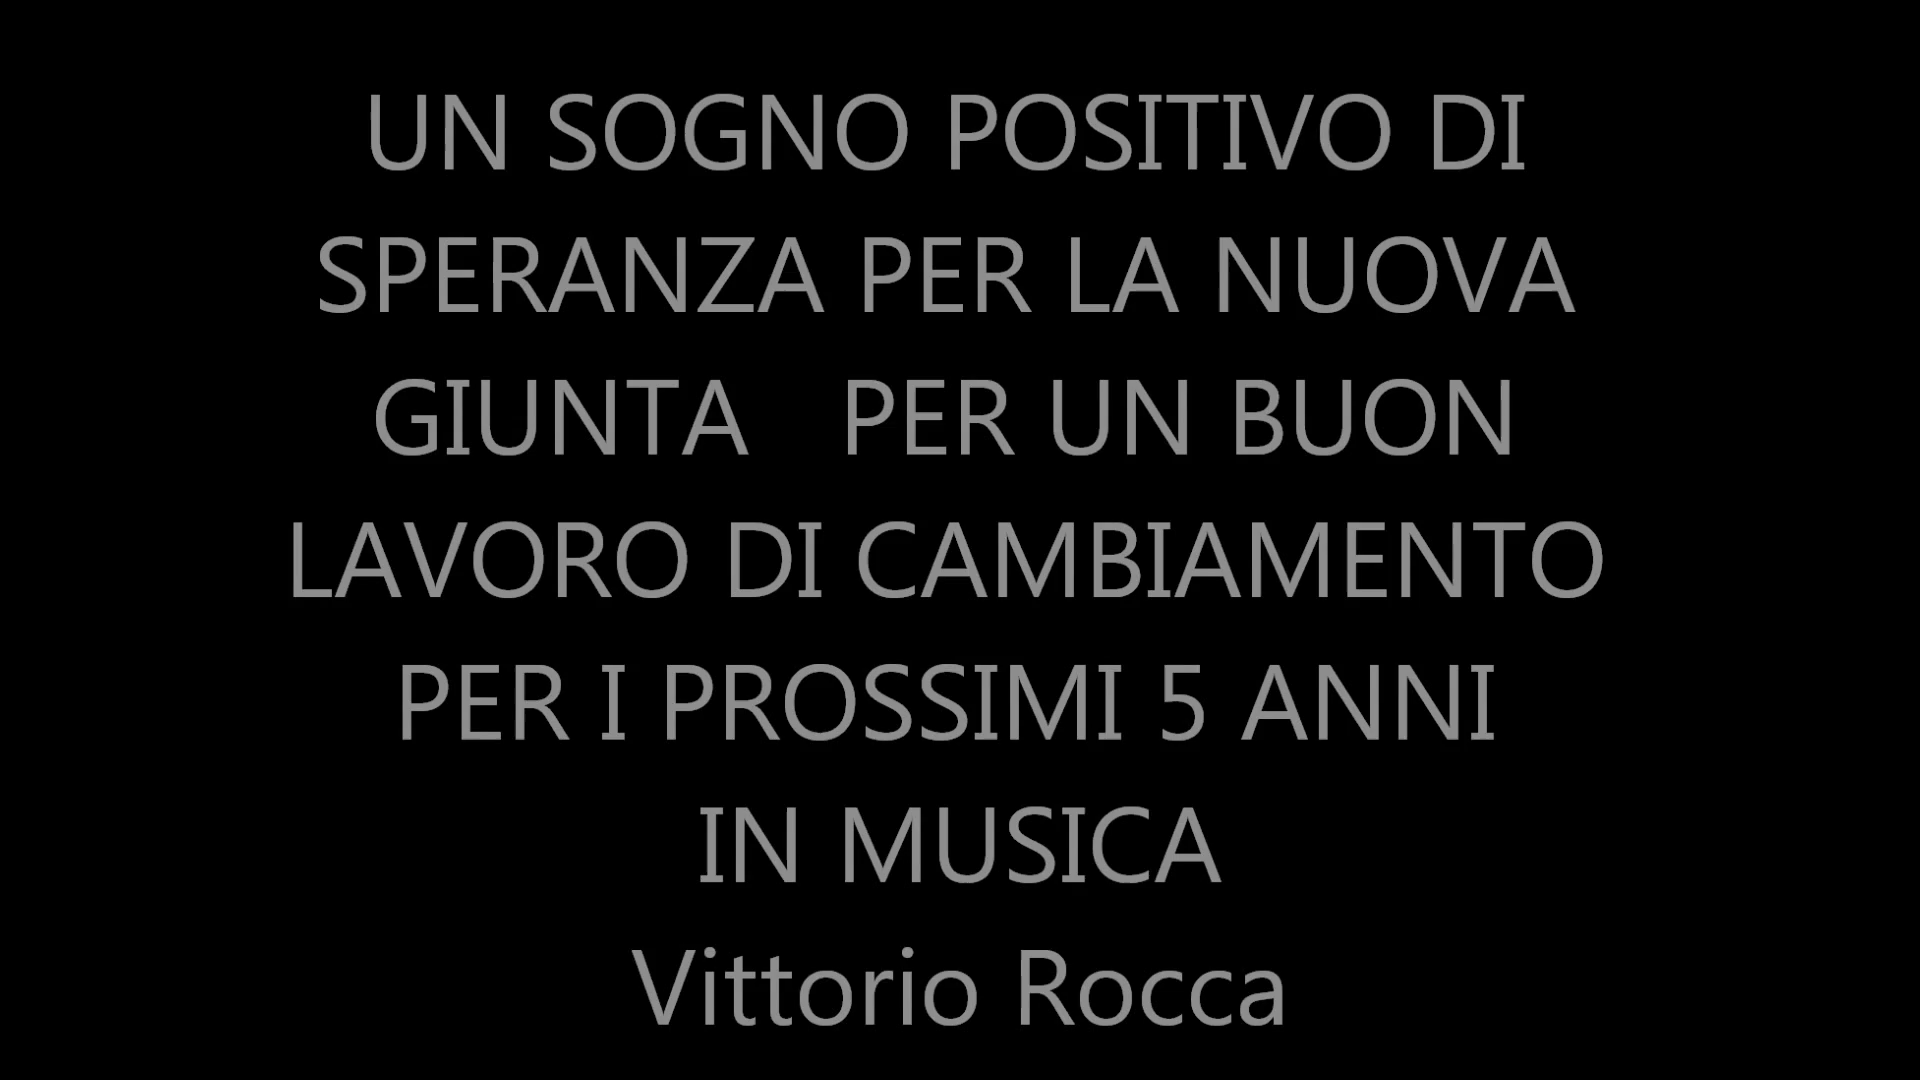 UN SOGNO POSITIVO DI
SPERANZA PER LA NUOVA
GIUNTA   PER UN BUON
LAVORO DI CAMBIAMENTO
PER I PROSSIMI 5 ANNI
IN MUSICA
Vittorio Rocca